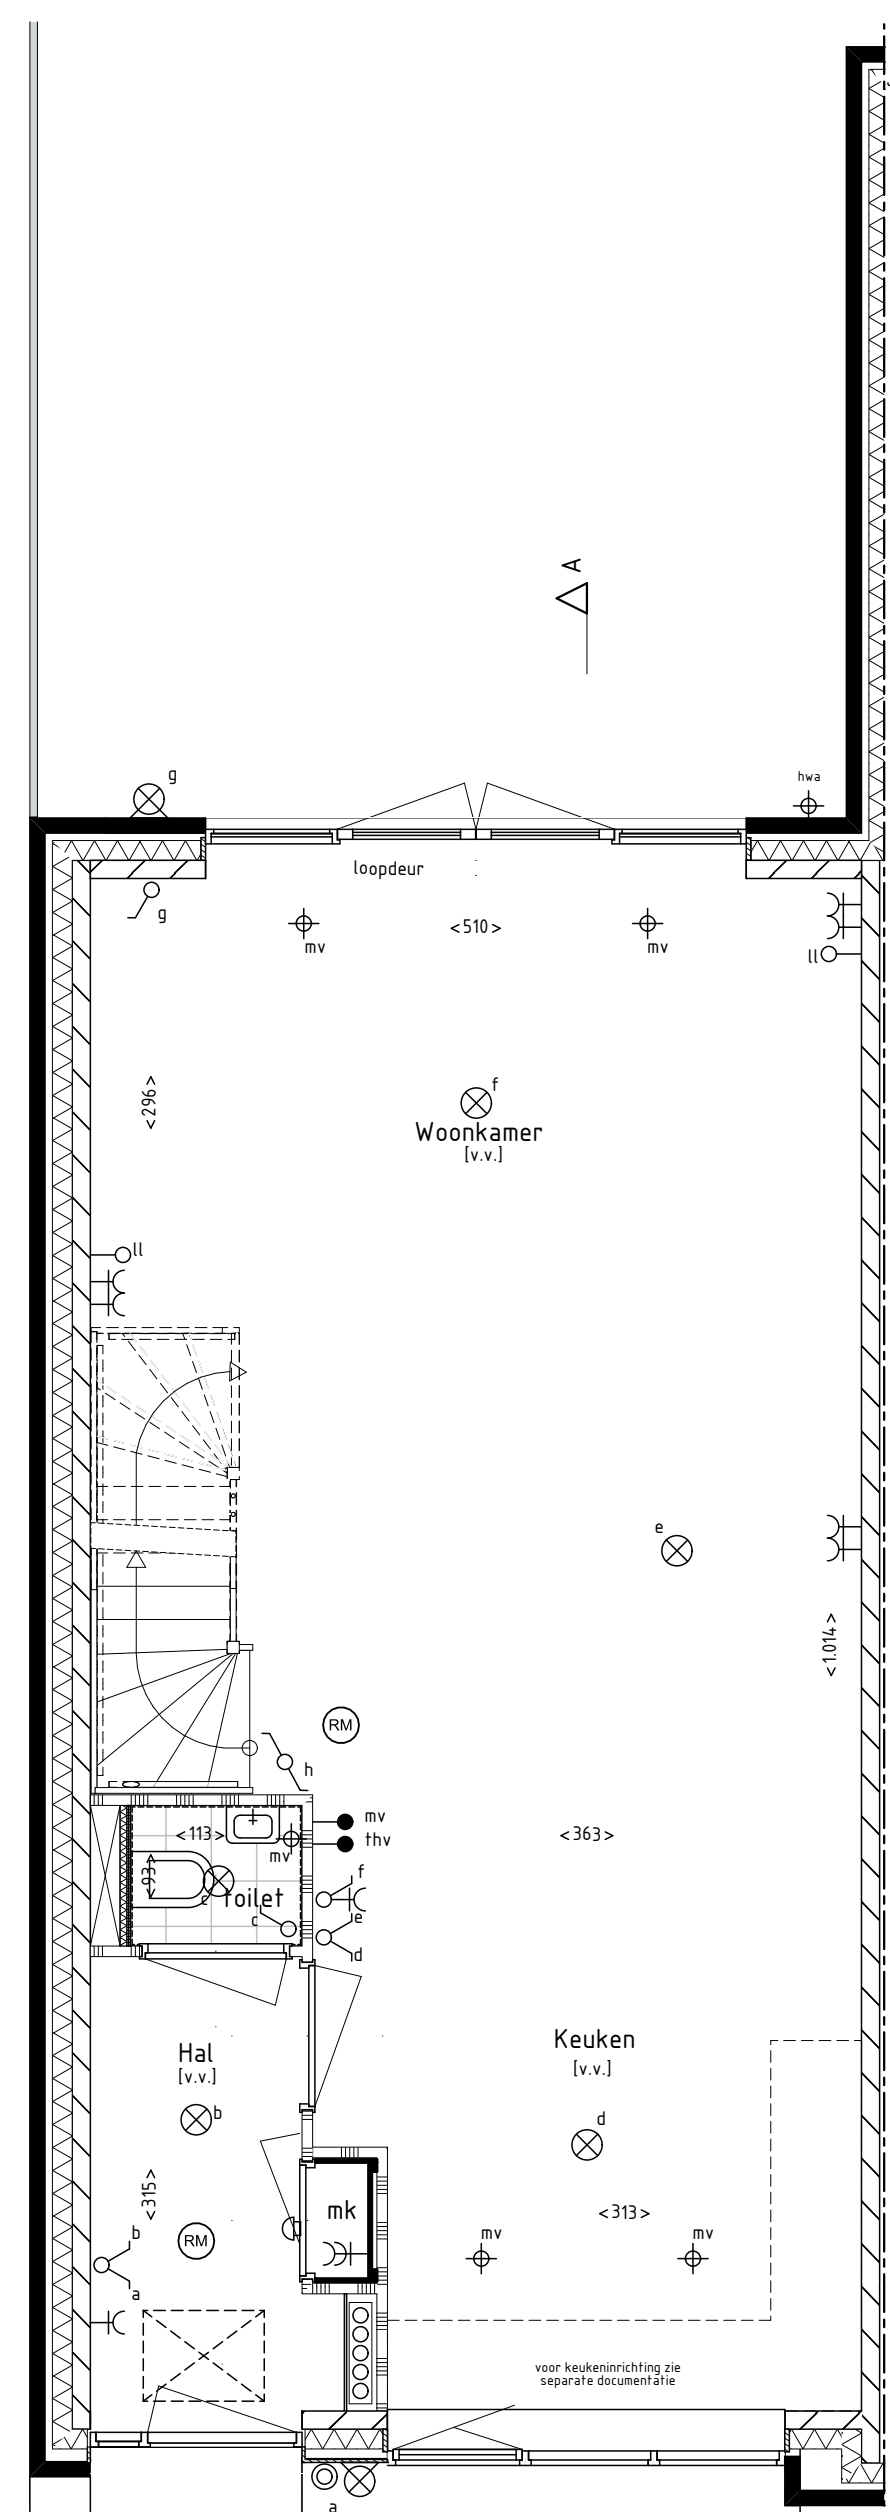 A
g
hwa
loopdeur
g
<510>
mv
mv
ll
f
<296>
Woonkamer
[v.v.]
ll
e
<1.014>
RM
h
mv
<113>
thv
<363>
mv
<93>
f
c
Toilet
c
e
d
Hal
[v.v.]
Keuken
[v.v.]
b
d
<315>
mk
<313>
b
RM
mv
mv
a
voor keukeninrichting zie
separate documentatie
a